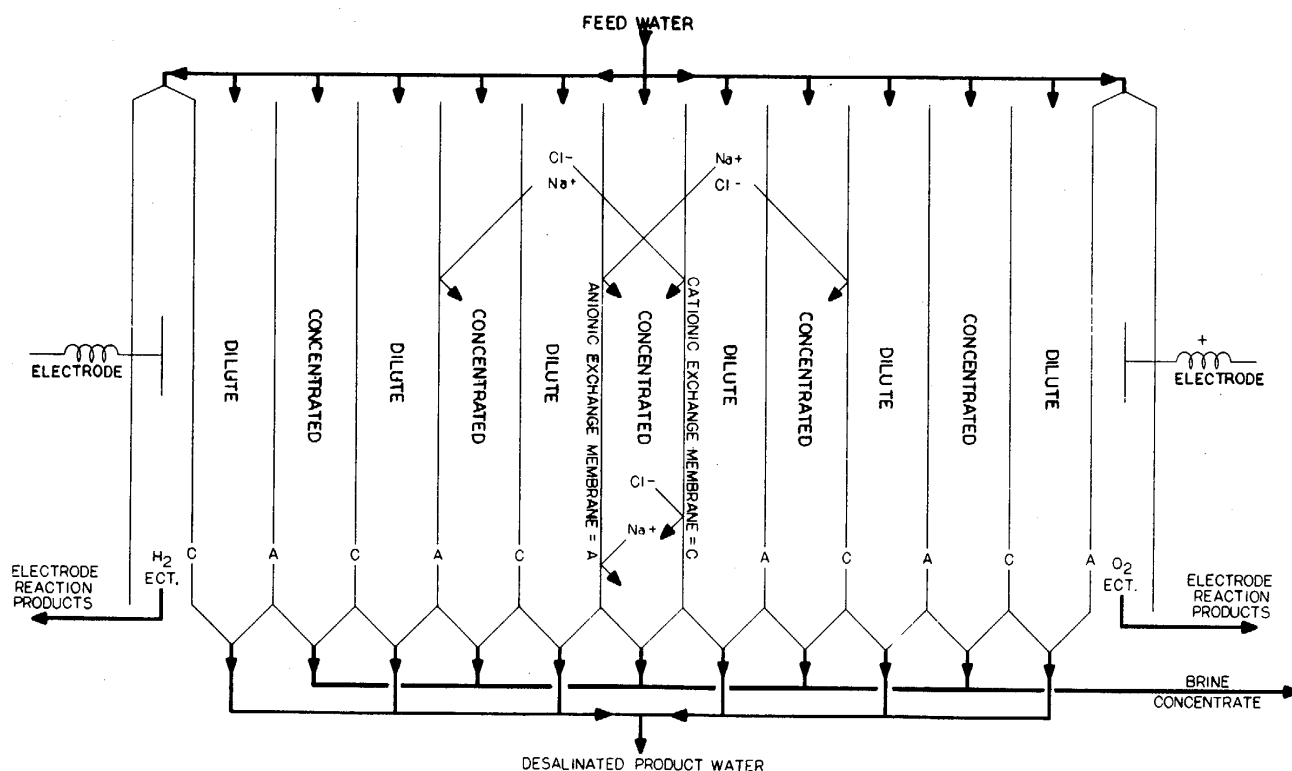 FEED WATER
Cl-
Na+
Na+
Cl-
DILUTE
CONCENTRATED
DILUTE
CONCENTRATED
DILUTE
ANIONIC EXCHANGE MEMBRANE = A
CONCENTRATED
CATIONIC EXCHANGE MEMBRANE = C
DILUTE
CONCENTRATED
DILUTE
CONCENTRATED
DILUTE
ELECTRODE
+
ELECTRODE
Cl-
Na+
C
A
C
A
C
A
C
A
C
A
H2
ECT.
O2
ECT.
ELECTRODE
REACTION
PRODUCTS
ELECTRODE
REACTION
PRODUCTS
BRINE
CONCENTRATE
DESALINATED PRODUCT WATER